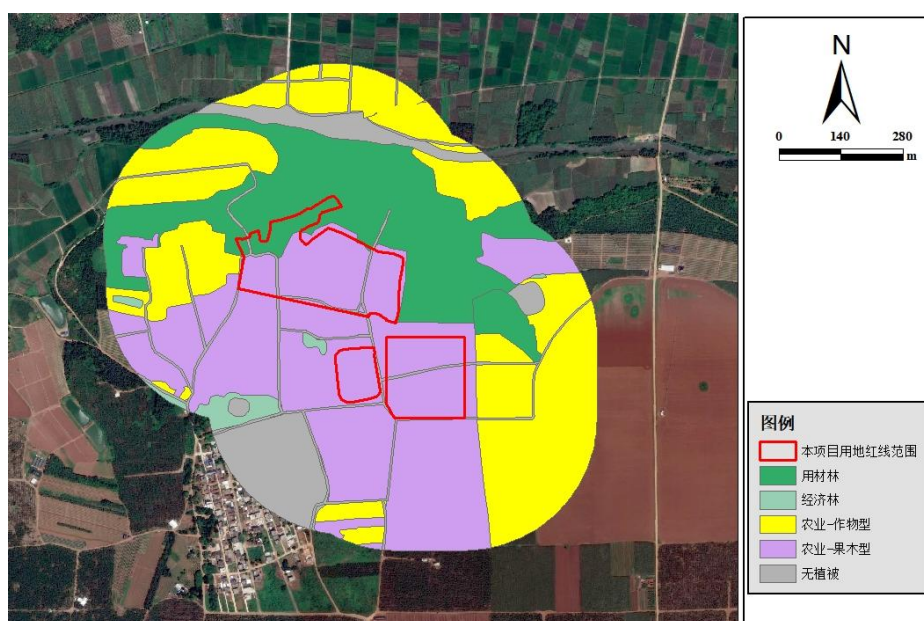 N
0 140 280
m
图例
本项目用地红线范围
用材林
经济林
农业-作物型
农业-果木型
无植被